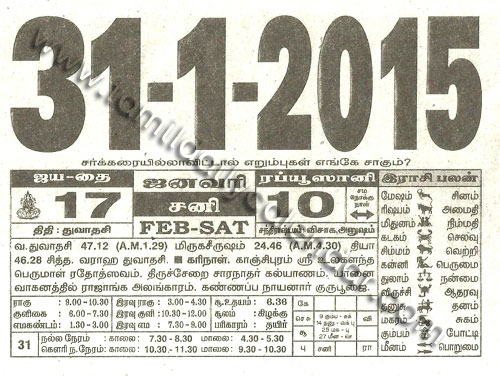 31-1-2015
சர்க்கரையில்லாவிட்டால் எறும்புகள் எங்கே சாகும்?
ஜய-தை
17
திதி : துவாதசி
ஜனவரி
சனி
FEB-SAT
ரப்யூஸானி
10
சம நோக்கு நாள்
சந்திராஷ்டமம் - விசாக,அனுஷம்
வ.துவாதசி 47.12 (A.M.1.29) மிருகசீருஷம் 24.46 (A.M.4.30) தியா
46.28 சித்த. வராஹ துவாதசி. ■ கரிநாள். காஞ்சிபுரம் ஸ்ரீ உலகளந்த
பெருமாள் ரதோஸ்வம். திருச்சேறை சாரநாதர் கல்யாணம். புன்னை
வாகனத்தில் ராஜாங்க அலங்காரம். கண்ணப்ப நாயனார் குருபூஜை.
இராசி பலன்
மேஷம் சினம்
ரிஷபம் அமைதி
மிதுனம் நிம்மதி
கடகம் செலவு
சிம்மம் வெற்றி
கன்னி பெருமை
துலாம் நன்மை
விருச் ஆதரவு
தனுசு தனம்
மகரம் சுகம்
கும்பம் போட்டி
மீனம் பொறுமை
ராகு : 9.00 - 10.30 இரவு ராகு : 3.00 - 4.30 சூ.உதயம் : 6.36
குளிகை : 6.00 - 7.30 இரவு குளி : 10.30 - 12.00 சூலம் : கிழக்கு
எமகண்டம் : 1.30 - 3.00 இரவு எம : 7.30 - 9.00 பரிகாரம் : தயிர்
31 நல்ல நேரம் : காலை: 7.30 - 8.30 மாலை: 4.30 - 5.30
கௌரி ந.நேரம் : காலை: 10.30 - 11.30 மாலை: 9.30 - 10.30
கே
சூ
பு சனி ரா